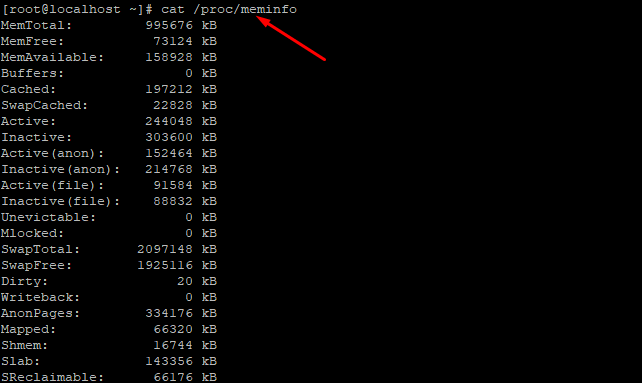 [root@localhost ~]# cat /proc/meminfo
MemTotal: 995676 kB
MemFree: 73124 kB
MemAvailable: 158928 kB
Buffers: 0 kB
Cached: 197212 kB
SwapCached: 22828 kB
Active: 244048 kB
Inactive: 303600 kB
Active(anon): 152464 kB
Inactive(anon): 214768 kB
Active(file): 91584 kB
Inactive(file): 88832 kB
Unevictable: 0 kB
Mlocked: 0 kB
SwapTotal: 2097148 kB
SwapFree: 1925116 kB
Dirty: 20 kB
Writeback: 0 kB
AnonPages: 334176 kB
Mapped: 66320 kB
Shmem: 16744 kB
Slab: 143356 kB
SReclaimable: 66176 kB